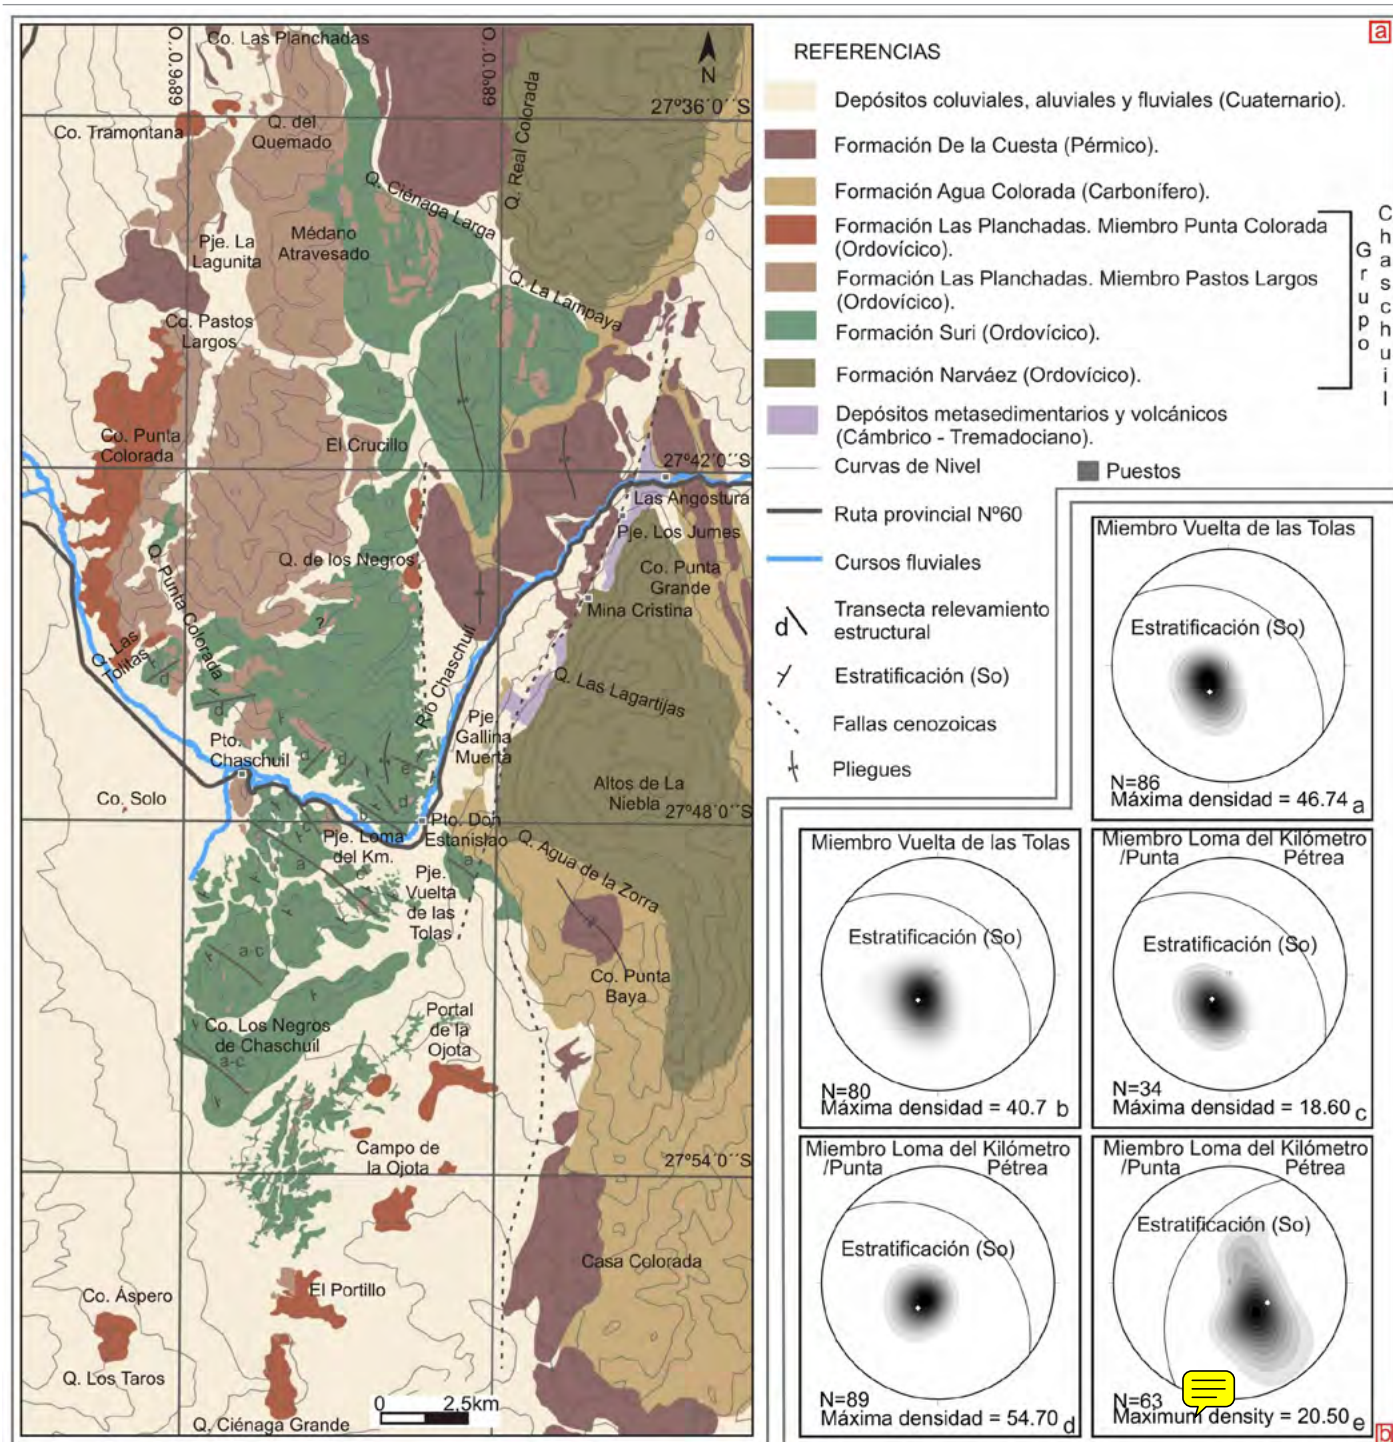 a
Co. Las Planchadas
68º6´0´´O
68º0´0´´O
N
27º36´0´´S
Co. Tramontana
Q. del
Quemado
Q. Real Colorada
Q. Ciénaga Larga
Pje. La
Lagunita
Médano
Atravesado
Q. La Lampaya
Co. Pastos
Largos
Co. Punta
Colorada
El Crucillo
27º42´0´´S
Las Angostura
Pje. Los Jumes
Q. de los Negros
Co. Punta
Grande
Mina Cristina
Q. Punta Colorada
?
Q. Las
Tolitas
d
Río Chaschuil
Q. Las Lagartijas
d
Pje.
Gallina
Muerta
Pto.
Chaschuil
d
d
e
d
Altos de La
Niebla
Co. Solo
27º48´0´´S
b
Pto. Don
Estanislao
c
Pje. Loma
del Km.
a
c
a
Q. Agua de la Zorra
Pje.
Vuelta
de las
Tolas
a-c
Co. Punta
Baya
Co. Los Negros
de Chaschuil
Portal
de la
Ojota
a-c
Campo de
la Ojota
27º54´0´´S
Casa Colorada
Co. Áspero
El Portillo
Q. Los Taros
0 2,5km
Q. Ciénaga Grande
REFERENCIAS
Depósitos coluviales, aluviales y fluviales (Cuaternario).
Formación De la Cuesta (Pérmico).
Formación Agua Colorada (Carbonífero).
Formación Las Planchadas. Miembro Punta Colorada
(Ordovícico).
Formación Las Planchadas. Miembro Pastos Largos
(Ordovícico).
Formación Suri (Ordovícico).
Formación Narváez (Ordovícico).
Grupo
Chaschuil
Depósitos metasedimentarios y volcánicos
(Cámbrico - Tremadociano).
Curvas de Nivel
Puestos
Ruta provincial Nº60
Cursos fluviales
d
Transecta relevamiento
estructural
Estratificación (So)
Fallas cenozoicas
Pliegues
Miembro Vuelta de las Tolas
Estratificación (So)
N=86
Máxima densidad = 46.74 a
Miembro Vuelta de las Tolas
Estratificación (So)
N=80
Máxima densidad = 40.7 b
Miembro Loma del Kilómetro
/Punta Pétrea
Estratificación (So)
N=34
Máxima densidad = 18.60 c
Miembro Loma del Kilómetro
/Punta Pétrea
Estratificación (So)
N=89
Máxima densidad = 54.70 d
Miembro Loma del Kilómetro
/Punta Pétrea
Estratificación (So)
N=63
Maximum density = 20.50 e
b